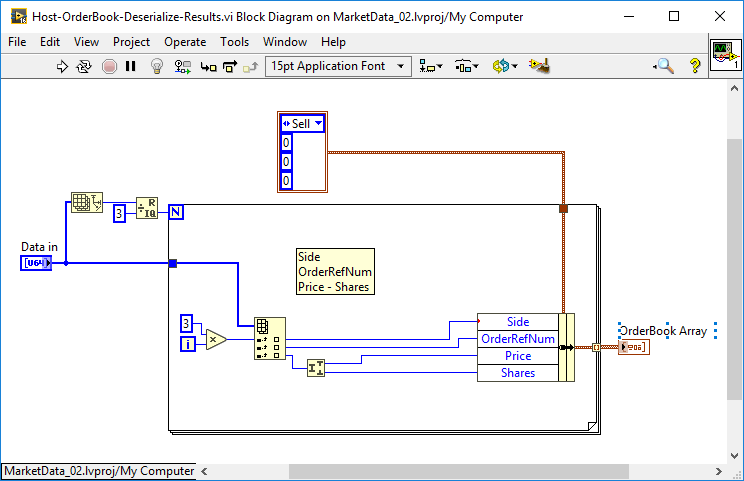 Host-OrderBook-Deserialize-Results.vi Block Diagram on MarketData_02.lvproj/My Computer
File Edit View Project Operate Tools Window Help
15pt Application Font
1
Sell
0
0
0
R
IQ
3
N
Data in
U64
Side
OrderRefNum
Price - Shares
3
i
Side
OrderRefNum
Price
Shares
OrderBook Array
MarketData_02.lvproj/My Computer